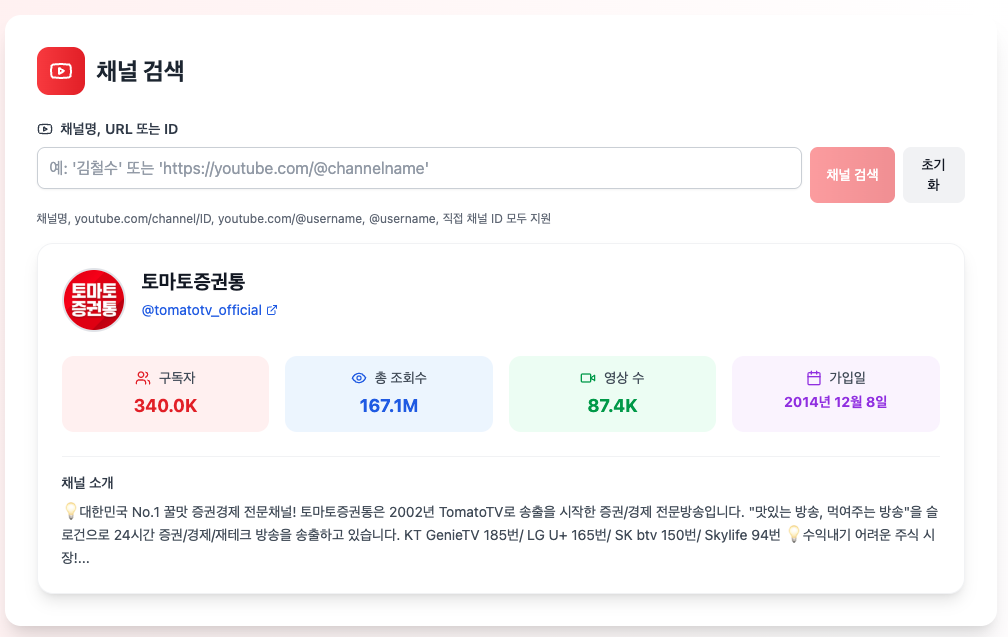 채널 검색
채널명, URL 또는 ID
예: '김철수' 또는 'https://youtube.com/@channelname'
채널 검색
초기
화
채널명, youtube.com/channel/ID, youtube.com/@username, @username, 직접 채널 ID 모두 지원
토마토
증권통
토마토증권통
@tomatotv_official
구독자
340.0K
총 조회수
167.1M
영상 수
87.4K
가입일
2014년 12월 8일
채널 소개
💡대한민국 No.1 꿀맛 증권경제 전문채널! 토마토증권통은 2002년 TomatoTV로 송출을 시작한 증권/경제 전문방송입니다. "맛있는 방송, 먹여주는 방송"을 슬
로건으로 24시간 증권/경제/재테크 방송을 송출하고 있습니다. KT GenieTV 185번/ LG U+ 165번/ SK btv 150번/ Skylife 94번 💡수익내기 어려운 주식 시
장!...